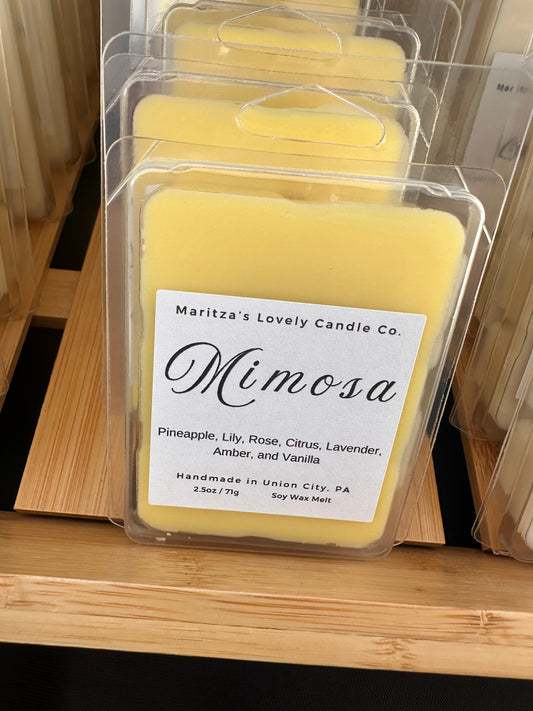 Maritza's Lovely Candle Co.
Mimosa
Pineapple, Lily, Rose, Citrus, Lavender,
Amber, and Vanilla
Handmade in Union City, PA
2.5oz / 71g Soy Wax Melt